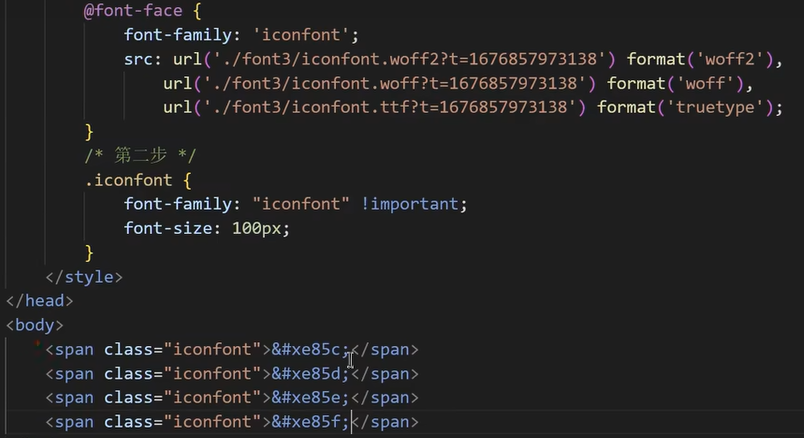 @font-face {
font-family: 'iconfont';
src: url('./font3/iconfont.woff2?t=1676857973138') format('woff2'),
url('./font3/iconfont.woff?t=1676857973138') format('woff'),
url('./font3/iconfont.ttf?t=1676857973138') format('truetype');
}
/* 第二步 */
.iconfont {
font-family: "iconfont" !important;
font-size: 100px;
}
</style>
</head>
<body>
<span class="iconfont">&#xe85c;</span>
<span class="iconfont">&#xe85d;</span>
<span class="iconfont">&#xe85e;</span>
<span class="iconfont">&#xe85f;</span>